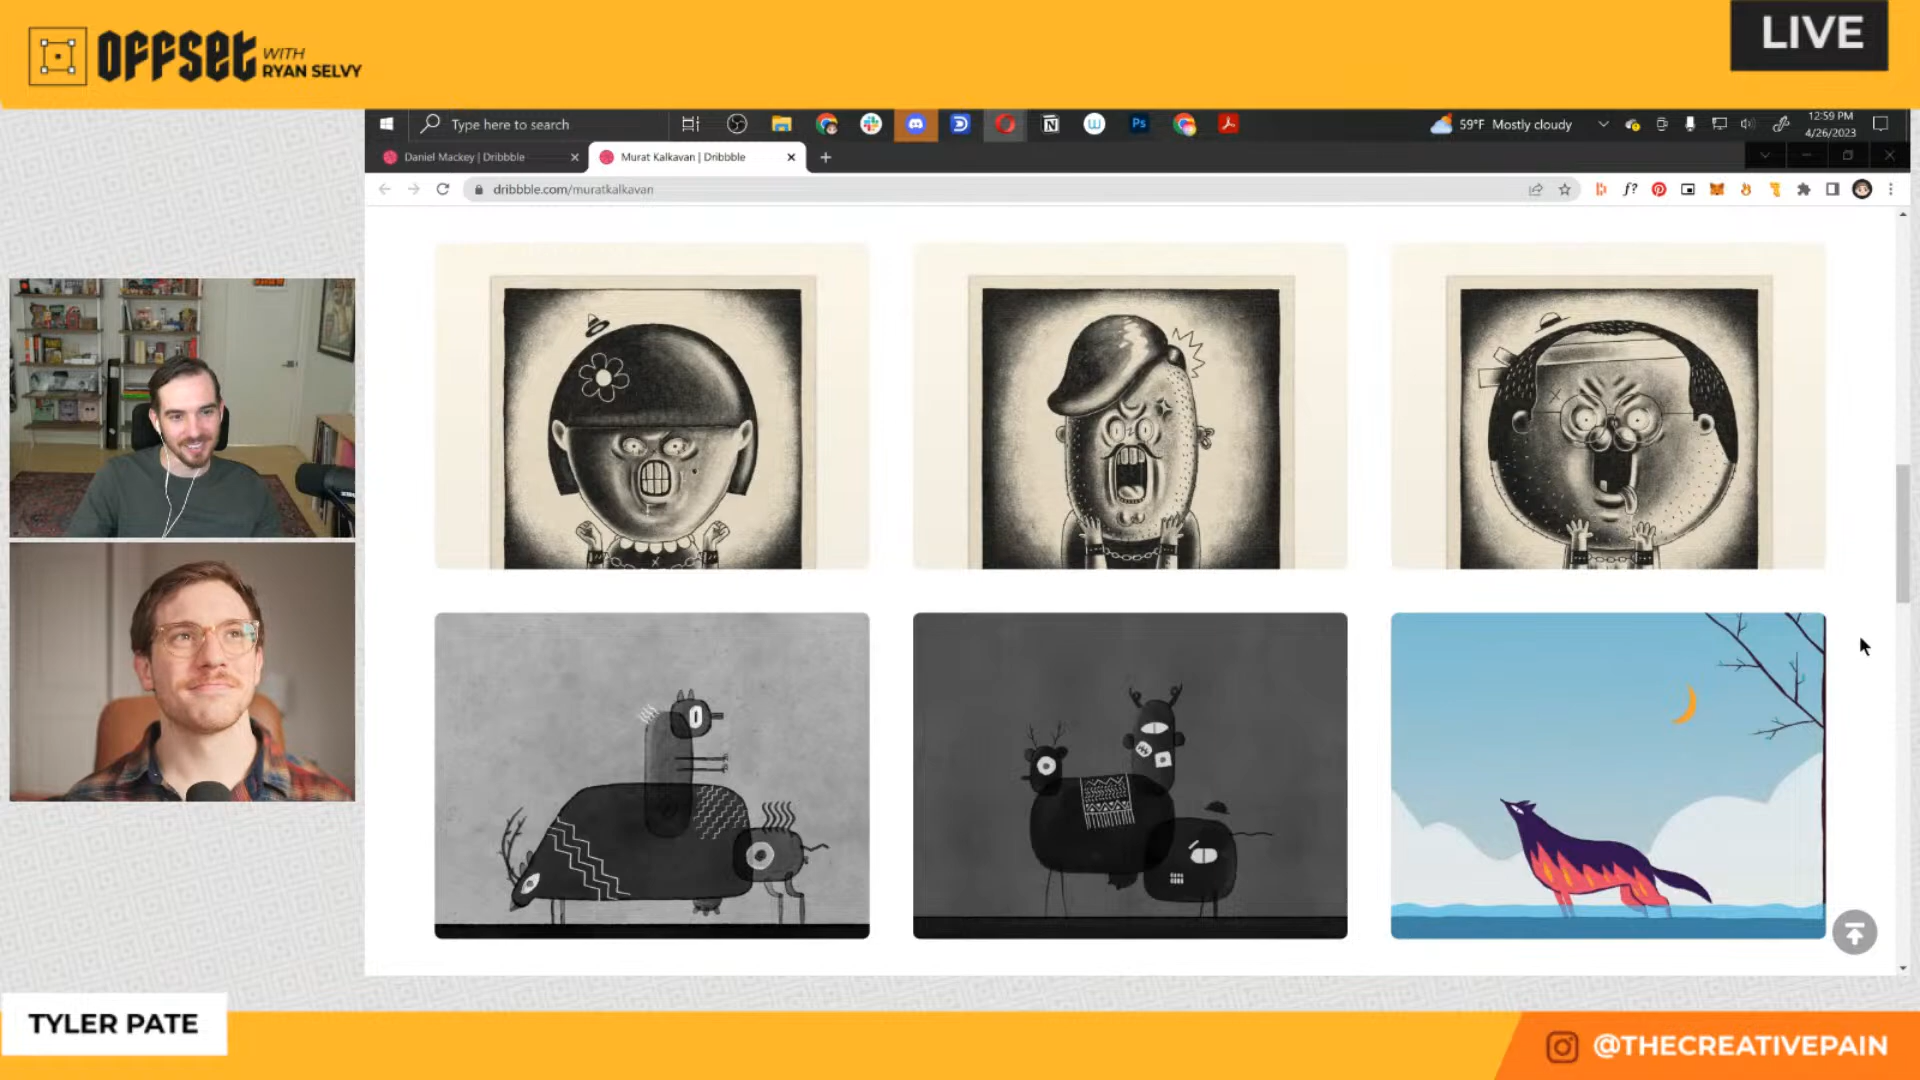 OFFSET WITH
RYAN SELVY
LIVE
Type here to search
Ps
59°F Mostly cloudy
12:59 PM
4/26/2023
Daniel Mackey | Dribbble
Murat Kalkavan | Dribbble
dribbble.com/muratkalkavan
f?
TYLER PATE
@THECREATIVEPAIN